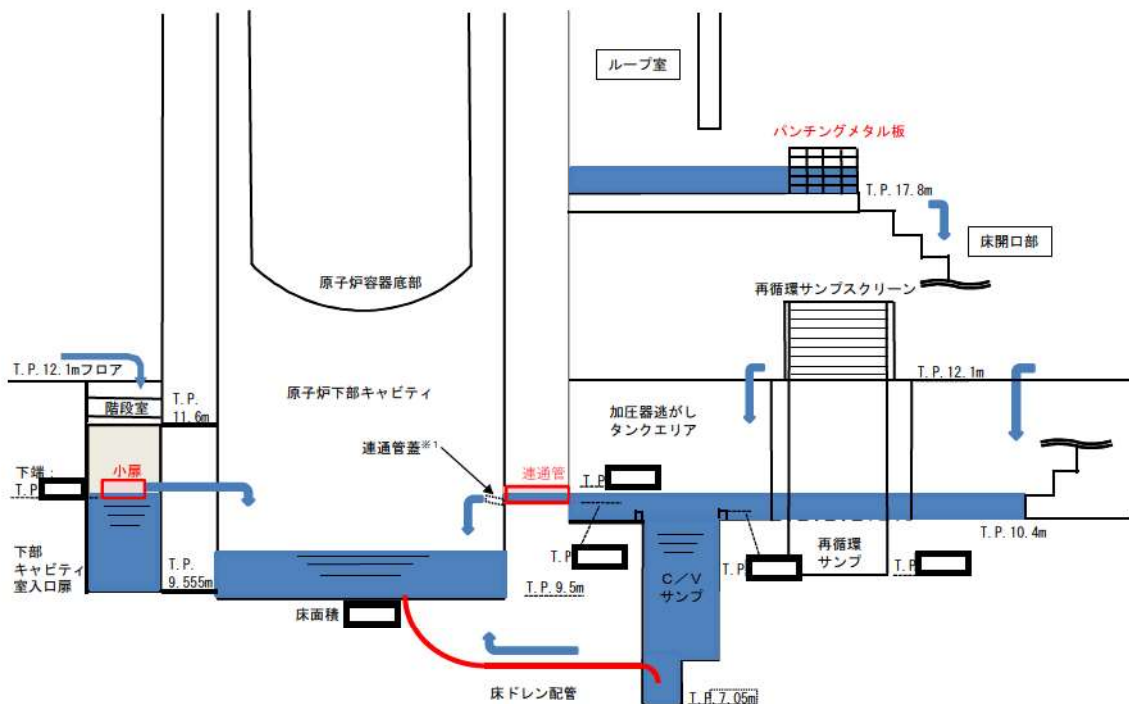 ループ室
パンチングメタル板
T.P.17.8m
床開口部
原子炉容器底部
再循環サンプスクリーン
T.P.12.1mフロア
T.P.12.1m
階段室
T.P.
11.6m
原子炉下部キャビティ
加圧器逃がし
タンクエリア
連通管蓋※1
連通管
下端：
T.P
小扉
T.P
T.P.10.4m
下部
キャビティ
室入口扉
T.P.
9.555m
T.P
T.P
再循環
サンプ
T.P
T.P.9.5m
C／V
サンプ
床面積
床ドレン配管
T.P.7.05m